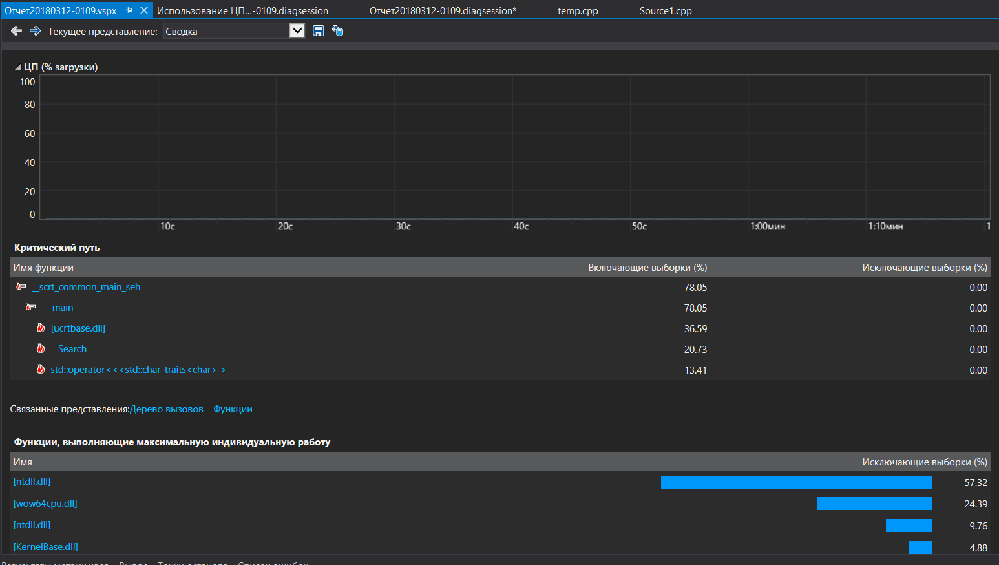 Отчет20180312-0109.vspx Использование ЦП...-0109.diagsession Отчет20180312-0109.diagsession* temp.cpp Source1.cpp
Текущее представление: Сводка
ЦП (% загрузки)
100
80
60
40
20
0
10с 20с 30с 40с 50с 1:00мин 1:10мин 1
Критический путь
Имя функции Включающие выборки (%) Исключающие выборки (%)
__scrt_common_main_seh 78.05 0.00
main 78.05 0.00
[ucrtbase.dll] 36.59 0.00
Search 20.73 0.00
std::operator<<<std::char_traits<char> > 13.41 0.00
Связанные представления:Дерево вызовов Функции
Функции, выполняющие максимальную индивидуальную работу
Имя Исключающие выборки (%)
[ntdll.dll] 57.32
[wow64cpu.dll] 24.39
[ntdll.dll] 9.76
[KernelBase.dll] 4.88